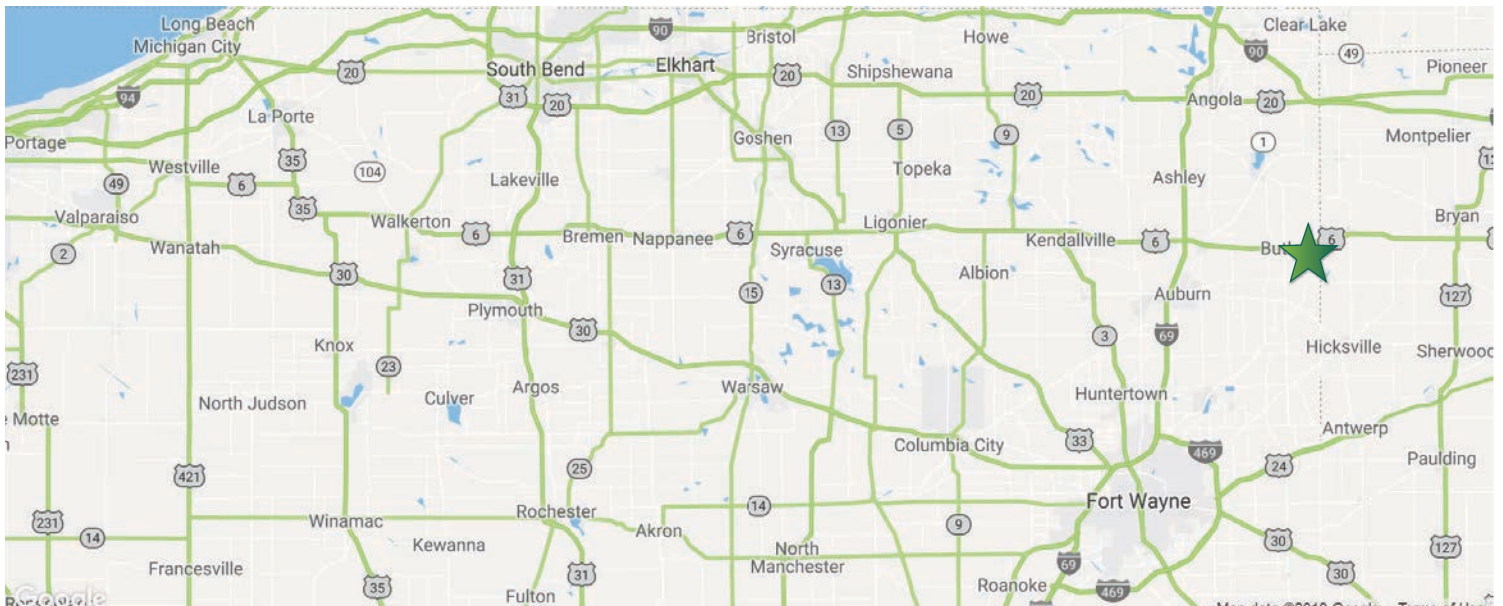 Long Beach
Clear Lake
Michigan City
90
Bristol
Howe
90
49
20
South Bend
Elkhart
20
Shipshewana
Pioneer
94
31
20
20
Angola
20
La Porte
Portage
Goshen
13
5
9
1
Montpelier
Westville
35
104
Topeka
49
6
Lakeville
Ashley
35
Valparaiso
Walkerton
Ligonier
Bryan
2
Wanatah
6
Bremen
Nappanee
6
Syracuse
Kendallville
6
6
30
31
15
13
Albion
Auburn
127
Plymouth
30
3
69
Knox
Hicksville
231
23
Argos
Warsaw
Huntertown
North Judson
Culver
33
Antwerp
Columbia City
469
24
Paulding
421
25
14
Fort Wayne
231
Winamac
Rochester
Akron
9
30
14
Kewanna
North
Manchester
127
Francesville
35
31
69
30
Roanoke
469
Fulton
Google